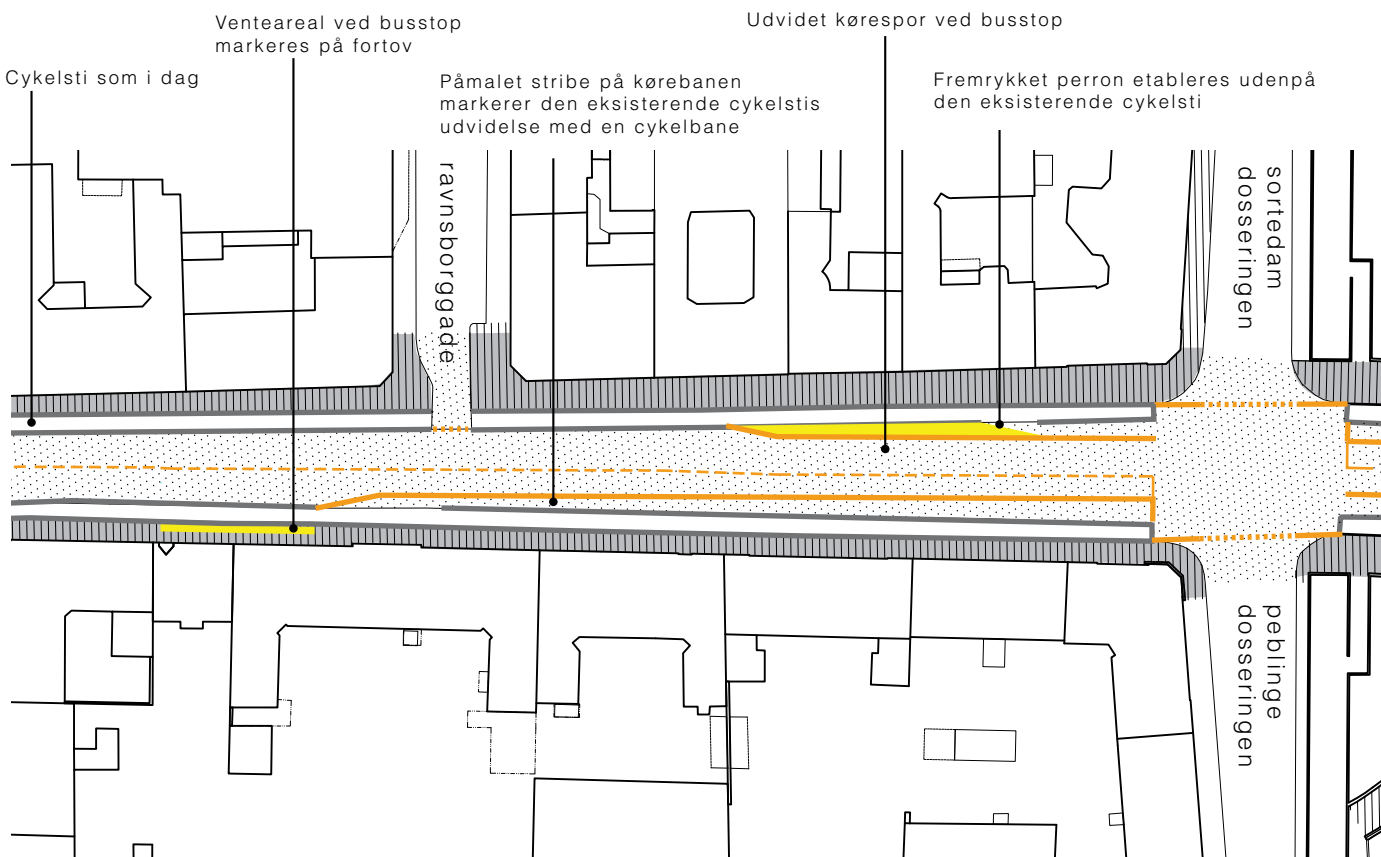 Venteareal ved busstop
markeres på fortov
Udvidet kørespor ved busstop
Cykelsti som i dag
Påmalet stribe på kørebanen
markerer den eksisterende cykelstis
udvidelse med en cykelbane
Fremrykket perron etableres udenpå
den eksisterende cykelsti
ravnsborggade
sortedam
dosseringen
peblinge
dosseringen